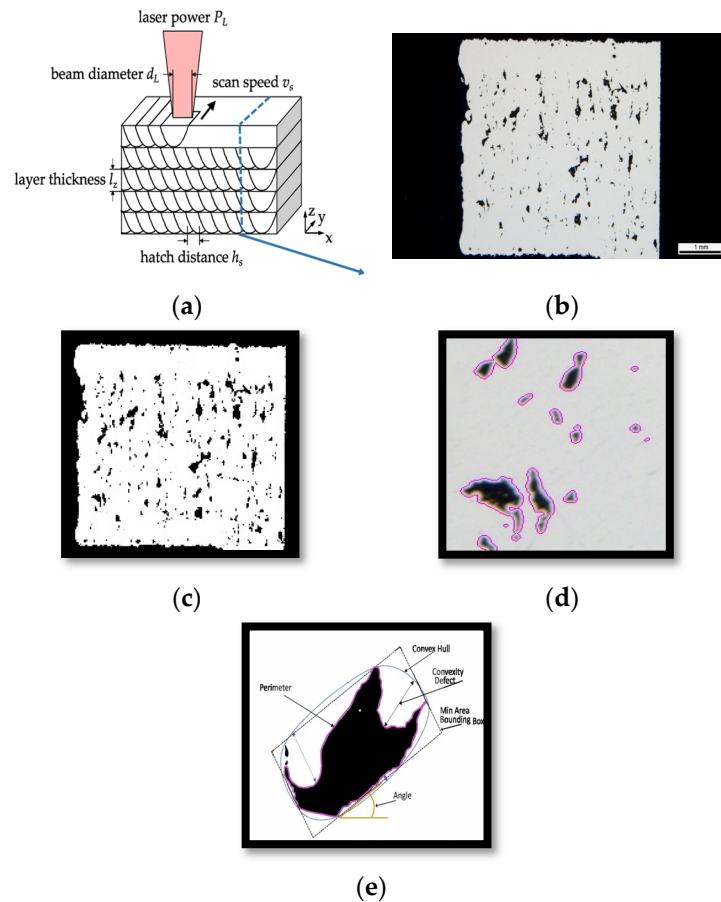 laser power P_L
beam diameter d_L
scan speed v_s
layer thickness l_z
hatch distance h_s
z
y
x
(a)
1 mm
(b)
(c)
(d)
Convex Hull
Convexity
Defect
Perimeter
Min Area
Bounding Box
Angle
(e)